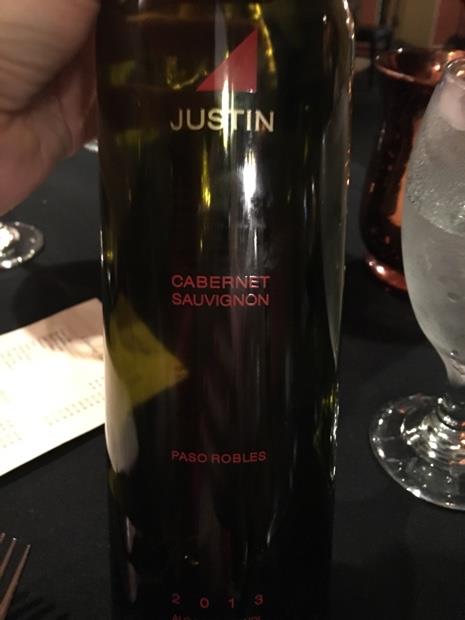 JUSTIN
CABERNET
SAUVIGNON
PASO ROBLES
2013